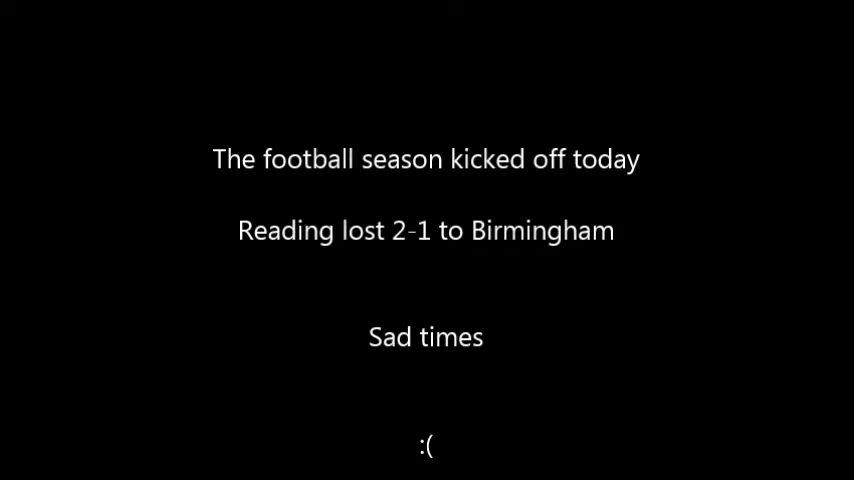 The football season kicked off today
Reading lost 2-1 to Birmingham
Sad times
:(